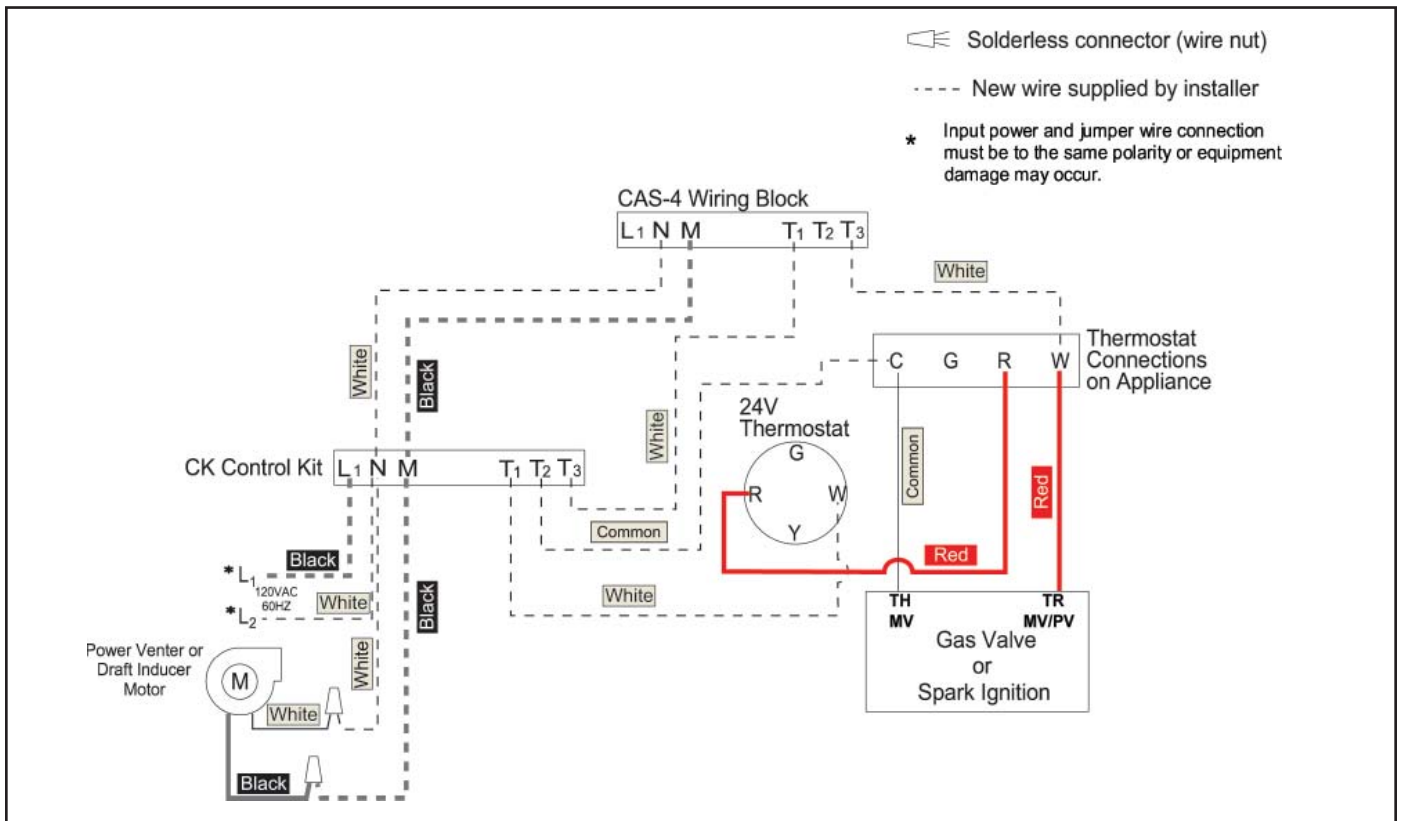 Solderless connector (wire nut)
New wire supplied by installer
* Input power and jumper wire connection
must be to the same polarity or equipment
damage may occur.
CAS-4 Wiring Block
L1 N M T1 T2 T3
White
Thermostat
Connections
on Appliance
C G R W
White
Black
White
24V
Thermostat
G
R W
Y
Common
Red
CK Control Kit
L1 N M T1 T2 T3
Common
Red
Black
* L1
120VAC
60HZ
White
* L2
Black
White
White
TH
MV
TR
MV/PV
Gas Valve
or
Spark Ignition
Power Venter or
Draft Inducer
Motor
M
White
Black